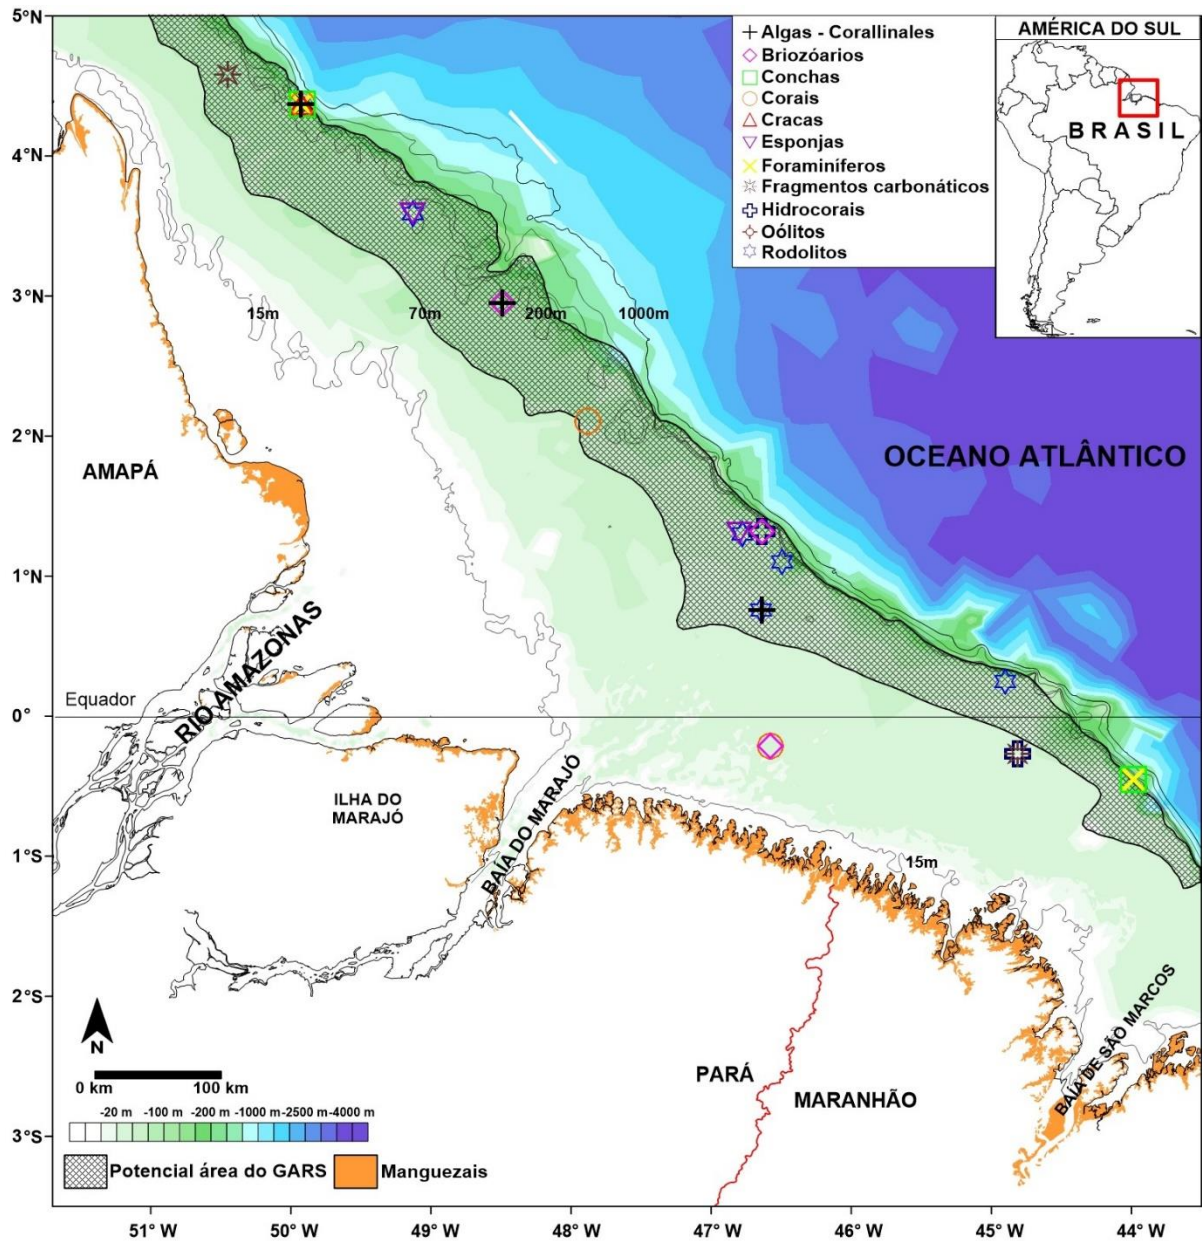 5°N
4°N
3°N
2°N
1°N
0°
1°S
2°S
3°S
Algas - Corallinales
Briozóarios
Conchas
Corais
Cracas
Esponjas
Foraminíferos
Fragmentos carbonáticos
Hidrocorais
Oólitos
Rodolitos
AMÉRICA DO SUL
BRASIL
15m
70m
200m
1000m
OCEANO ATLÂNTICO
AMAPÁ
RIO AMAZONAS
Equador
ILHA DO
MARAJÓ
BAÍA DO MARAJÓ
15m
PARÁ
MARANHÃO
BAÍA DE SÃO MARCOS
N
0 km 100 km
-20 m -100 m -200 m -1000 m -2500 m -4000 m
Potencial área do GARS Manguezais
51° W 50° W 49° W 48° W 47° W 46° W 45° W 44° W